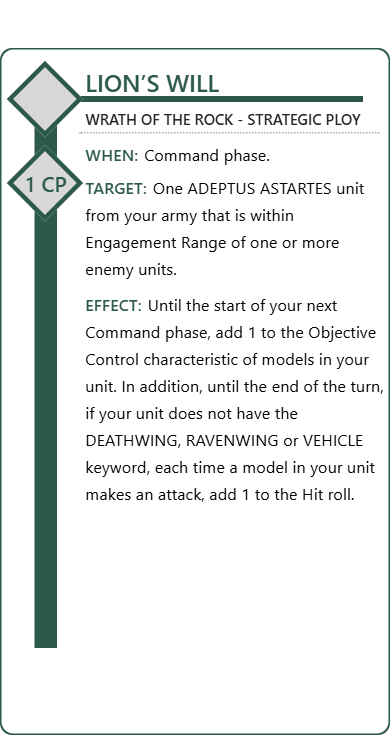 LION'S WILL
WRATH OF THE ROCK - STRATEGIC PLOY
WHEN: Command phase.
1 CP
TARGET: One ADEPTUS ASTARTES unit
from your army that is within
Engagement Range of one or more
enemy units.
EFFECT: Until the start of your next
Command phase, add 1 to the Objective
Control characteristic of models in your
unit. In addition, until the end of the turn,
if your unit does not have the
DEATHWING, RAVENWING or VEHICLE
keyword, each time a model in your unit
makes an attack, add 1 to the Hit roll.